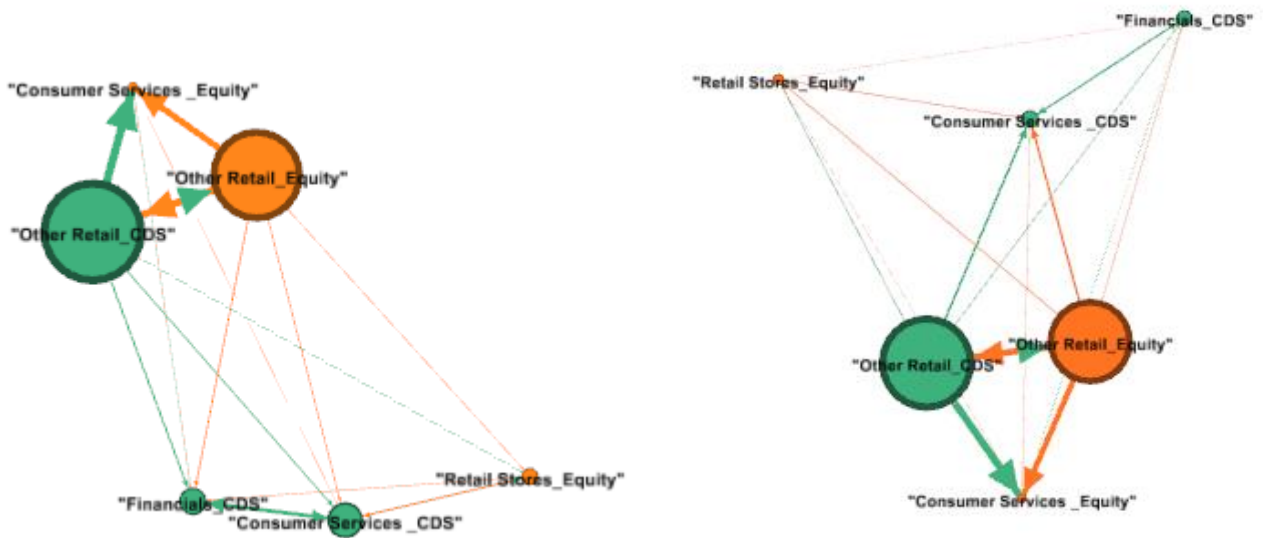 "Consumer Services _Equity"
"Other Retail_Equity"
"Other Retail_CDS"
"Retail Stores_Equity"
"Financials_CDS"
"Consumer Services _CDS"
"Financials_CDS"
"Retail Stores_Equity"
"Consumer Services _CDS"
"Other Retail_Equity"
"Other Retail_CDS"
"Consumer Services _Equity"